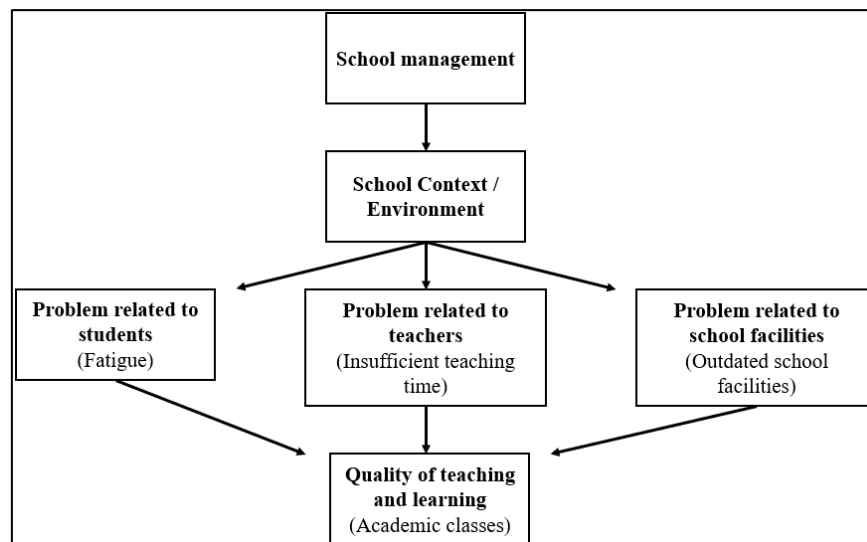 School management
School Context /
Environment
Problem related to
students
(Fatigue)
Problem related to
teachers
(Insufficient teaching
time)
Problem related to
school facilities
(Outdated school
facilities)
Quality of teaching
and learning
(Academic classes)